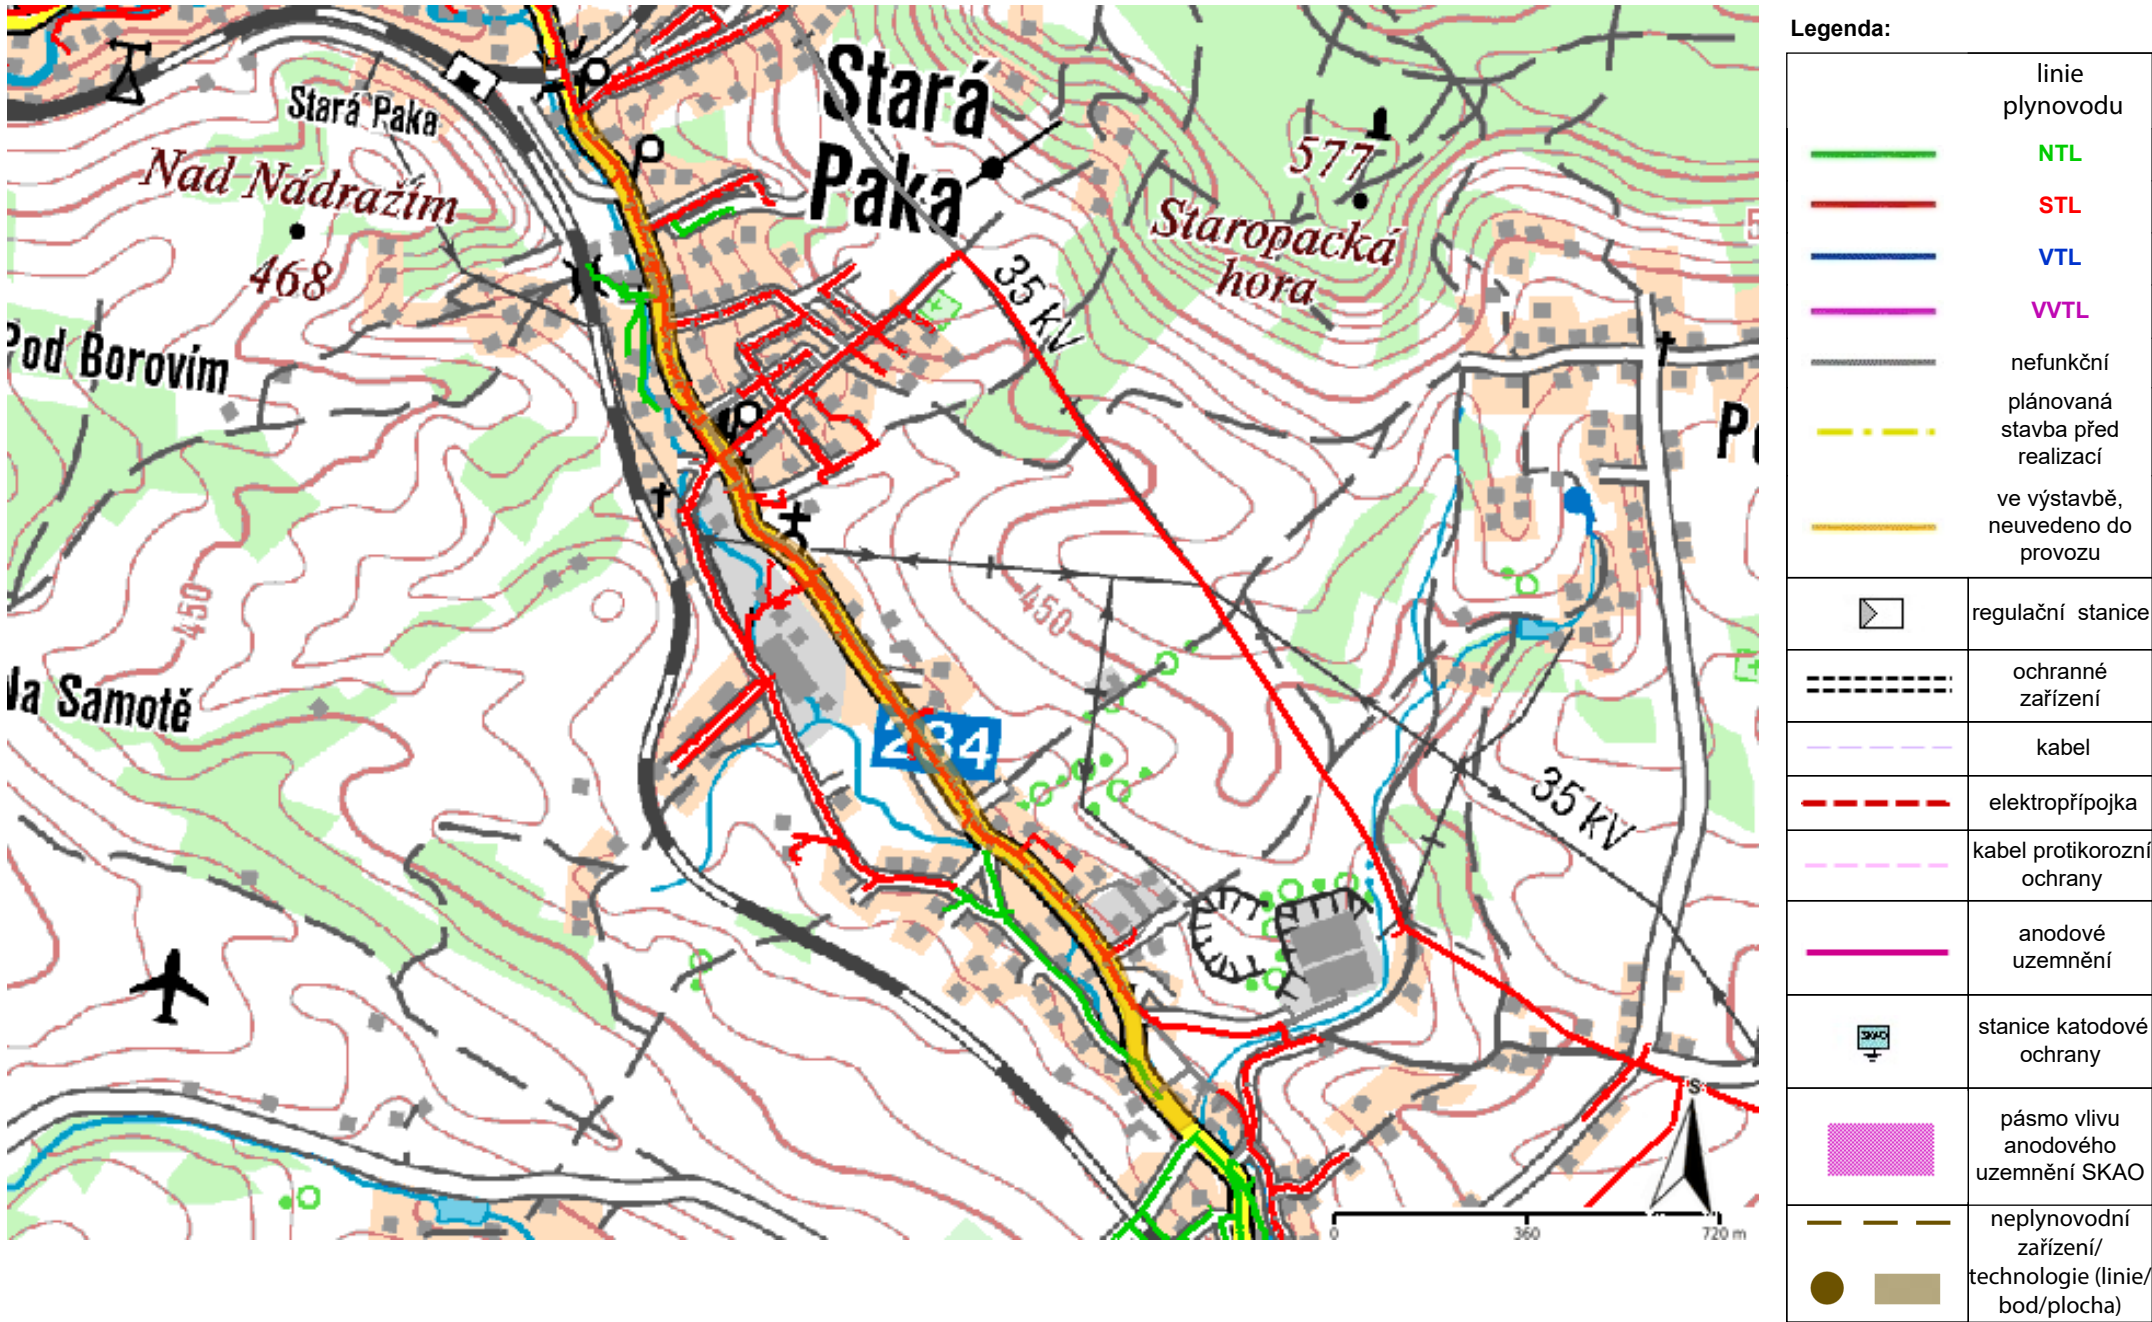 Stará
Paka
Stará Paka
Nad Nádražím
468
577
Staropacká
hora
35 kV
Pod Borovím
450
450
Na Samotě
284
35 kV
S
0 360 720 m
Legenda:
linie
plynovodu
NTL
STL
VTL
VVTL
nefunkční
plánovaná
stavba před
realizací
ve výstavbě,
neuvedeno do
provozu
regulační stanice
ochranné
zařízení
kabel
elektropřípojka
kabel protikorozní
ochrany
anodové
uzemnění
SKAO
stanice katodové
ochrany
pásmo vlivu
anodového
uzemnění SKAO
neplynovodní
zařízení/
technologie (linie/
bod/plocha)